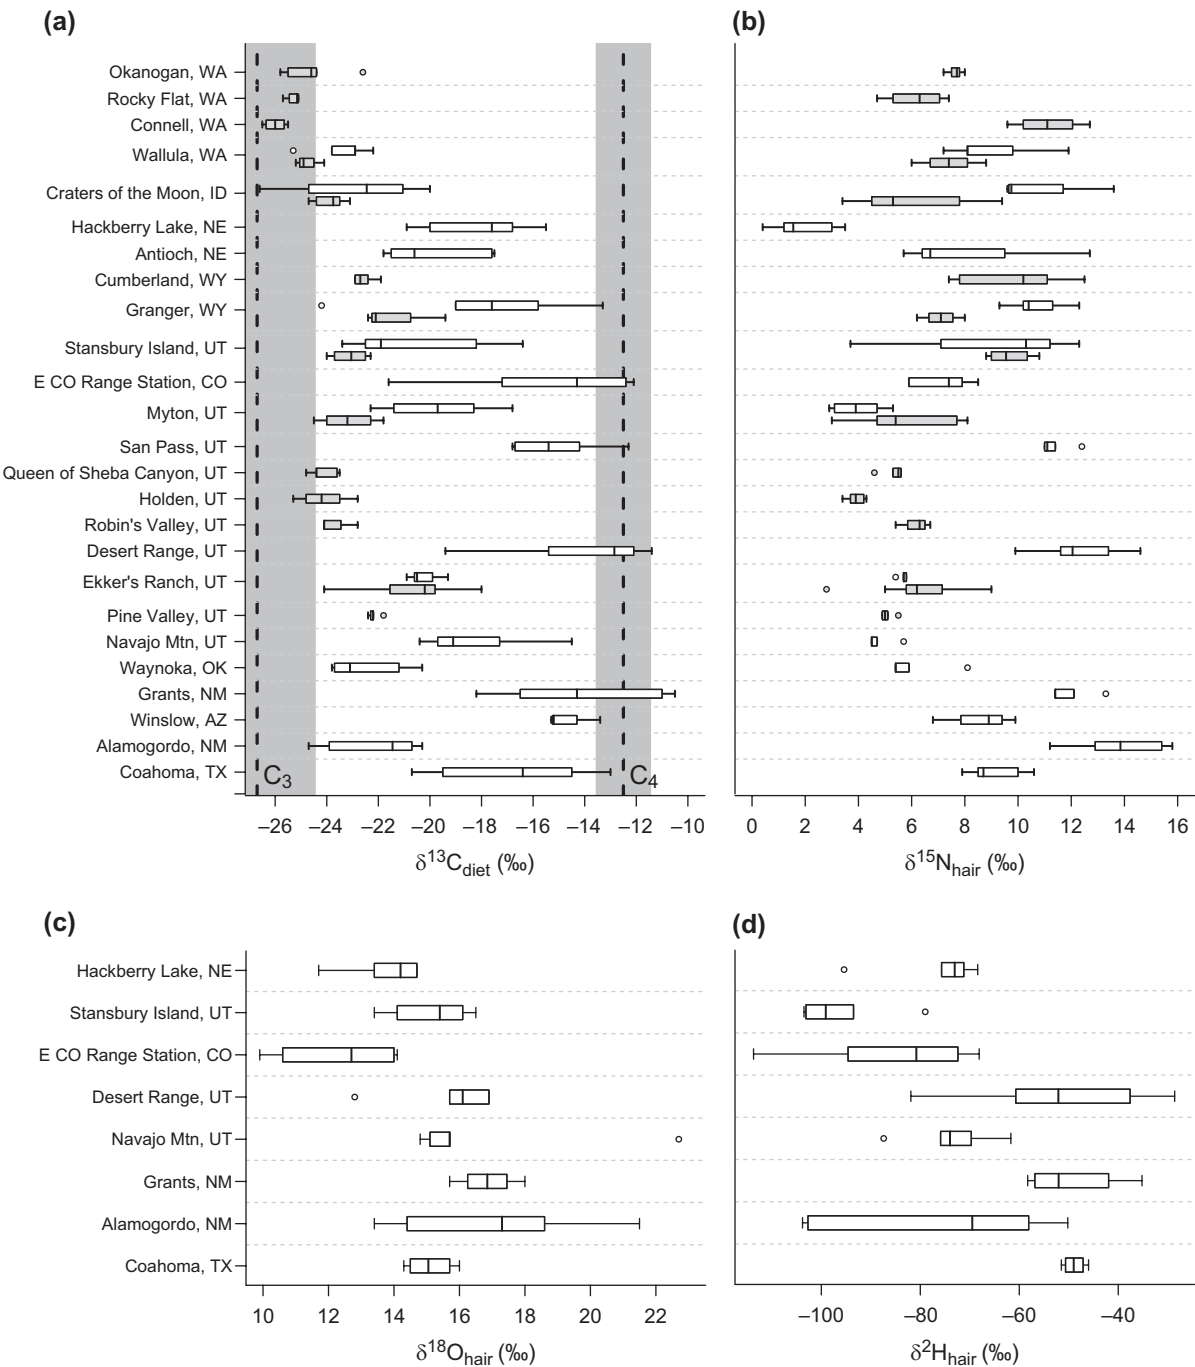 (a)
(b)
Okanogan, WA
Rocky Flat, WA
Connell, WA
Wallula, WA
Craters of the Moon, ID
Hackberry Lake, NE
Antioch, NE
Cumberland, WY
Granger, WY
Stansbury Island, UT
E CO Range Station, CO
Myton, UT
San Pass, UT
Queen of Sheba Canyon, UT
Holden, UT
Robin's Valley, UT
Desert Range, UT
Ekker's Ranch, UT
Pine Valley, UT
Navajo Mtn, UT
Waynoka, OK
Grants, NM
Winslow, AZ
Alamogordo, NM
Coahoma, TX
C3
C4
−26 −24 −22 −20 −18 −16 −14 −12 −10
δ13Cdiet (‰)
0 2 4 6 8 10 12 14 16
δ15Nhair (‰)
(c)
(d)
Hackberry Lake, NE
Stansbury Island, UT
E CO Range Station, CO
Desert Range, UT
Navajo Mtn, UT
Grants, NM
Alamogordo, NM
Coahoma, TX
10 12 14 16 18 20 22
δ18Ohair (‰)
−100 −80 −60 −40
δ2Hhair (‰)